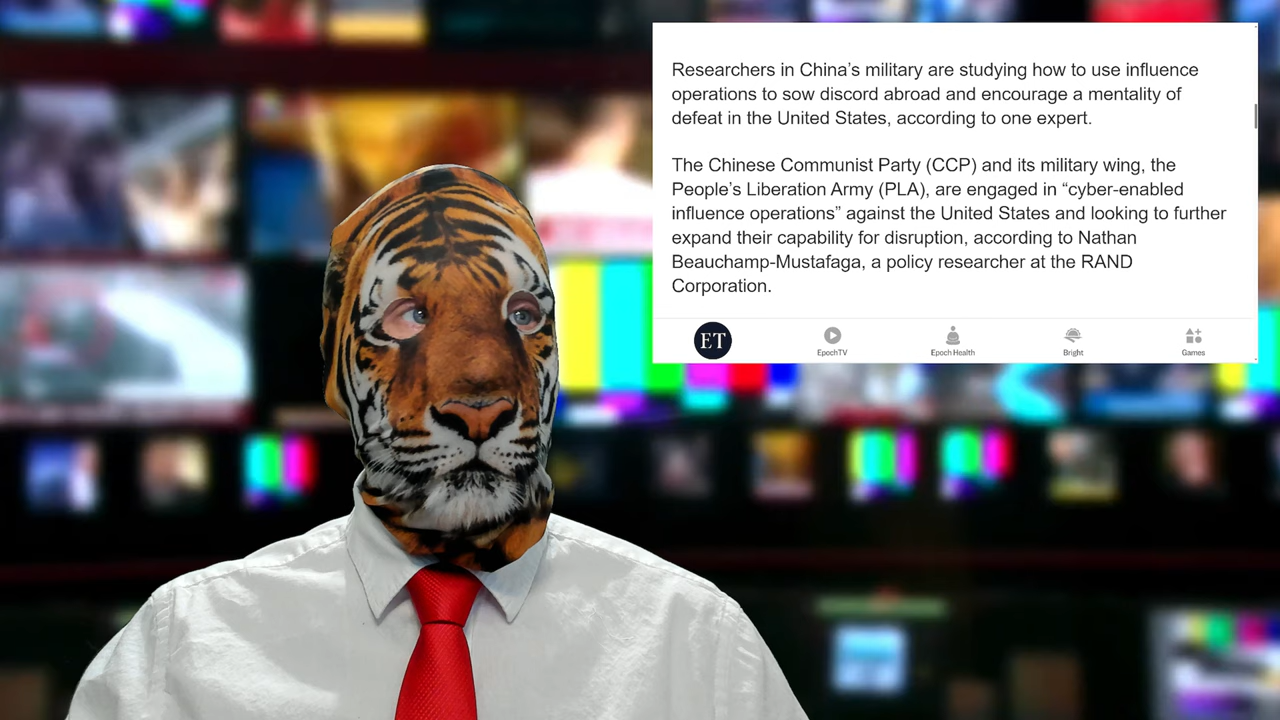 Researchers in China’s military are studying how to use influence
operations to sow discord abroad and encourage a mentality of
defeat in the United States, according to one expert.
The Chinese Communist Party (CCP) and its military wing, the
People’s Liberation Army (PLA), are engaged in “cyber-enabled
influence operations” against the United States and looking to further
expand their capability for disruption, according to Nathan
Beauchamp-Mustafaga, a policy researcher at the RAND
Corporation.
ET
EpochTV
Epoch Health
Bright
Games